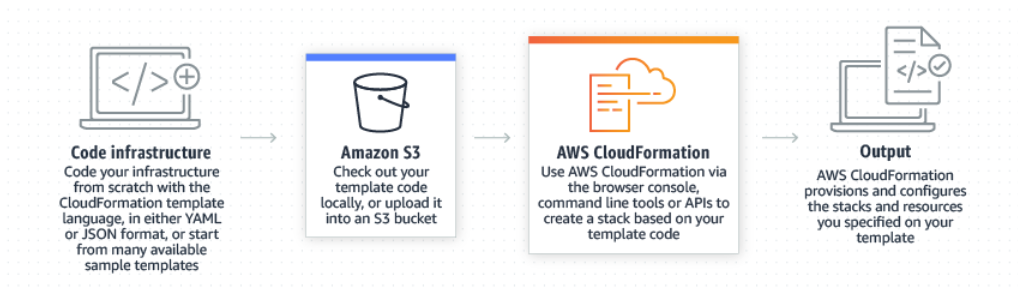 </>
Code infrastructure
Code your infrastructure
from scratch with the
CloudFormation template
language, in either YAML
or JSON format, or start
from many available
sample templates
Amazon S3
Check out your
template code
locally, or upload it
into an S3 bucket
AWS CloudFormation
Use AWS CloudFormation via
the browser console,
command line tools or APIs to
create a stack based on your
template code
</>
Output
AWS CloudFormation
provisions and configures
the stacks and resources
you specified on your
template